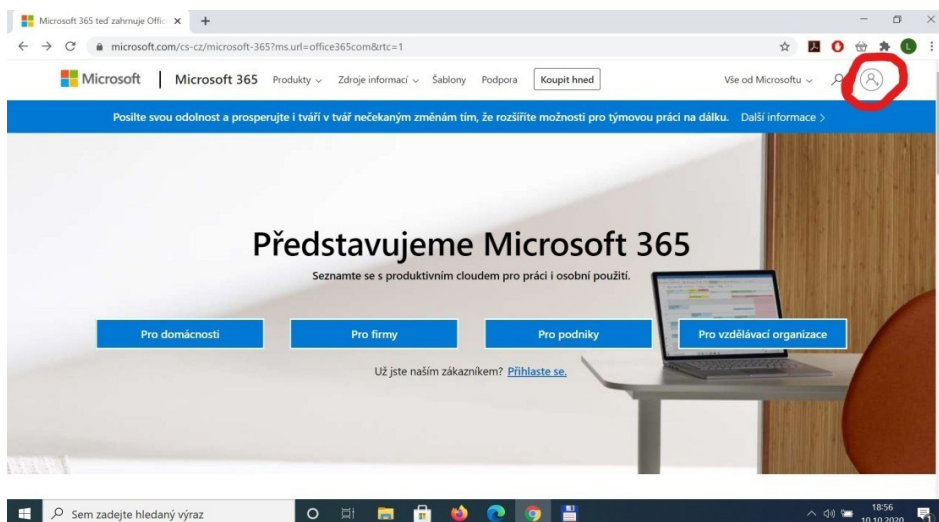 Microsoft 365 teď zahrnuje Offic
microsoft.com/cs-cz/microsoft-365?ms.url=office365com&rtc=1
L
Microsoft
Microsoft 365 Produkty Zdroje informací Šablony Podpora Koupit hned Vše od Microsoftu
Posilte svou odolnost a prosperujte i tváří v tvář nečekaným změnám tím, že rozšíříte možnosti pro týmovou práci na dálku. Další informace >
Představujeme Microsoft 365
Seznamte se s produktivním cloudem pro práci i osobní použití.
Pro domácnosti Pro firmy Pro podniky Pro vzdělávací organizace
Už jste naším zákazníkem? Přihlaste se.
Sem zadejte hledaný výraz
18:56
10.10.2020